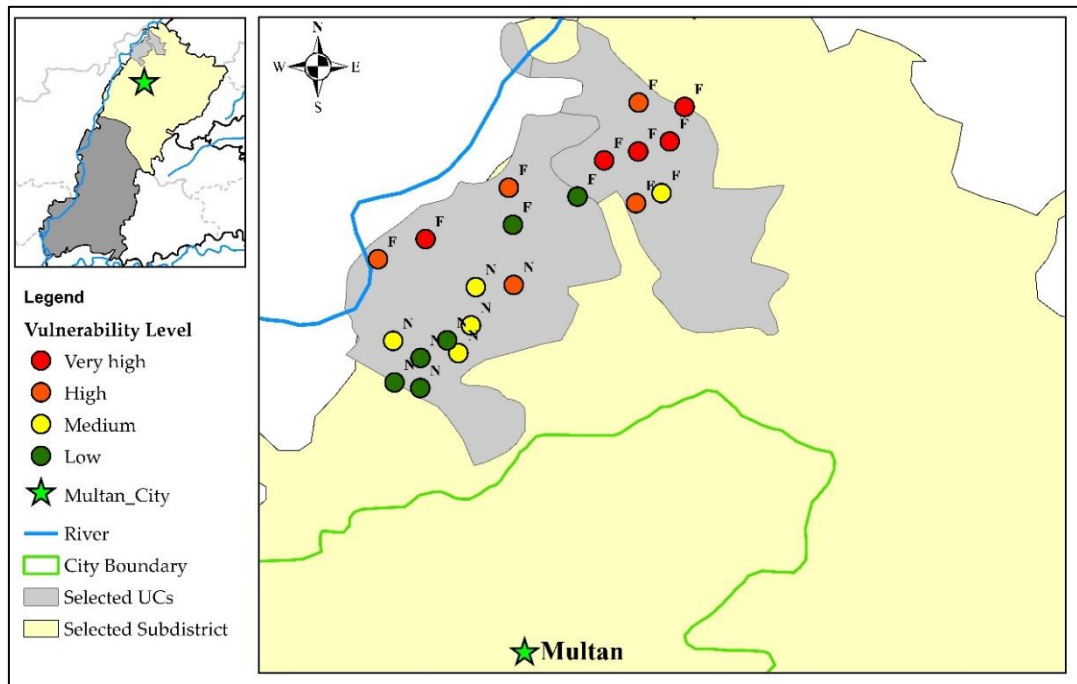 Legend
Vulnerability Level
Very high
High
Medium
Low
Multan_City
River
City Boundary
Selected UCs
Selected Subdistrict
N
W E
S
F F
F F
F
F F
F F
F
F
F
N N
N
N N N
N
N N
Multan